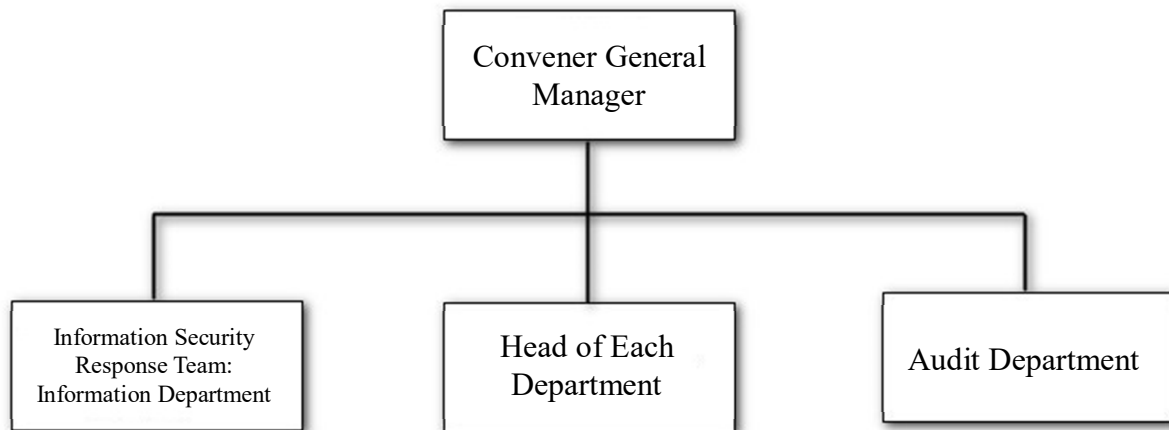 Convener General
Manager
Information Security
Response Team:
Information Department
Head of Each
Department
Audit Department